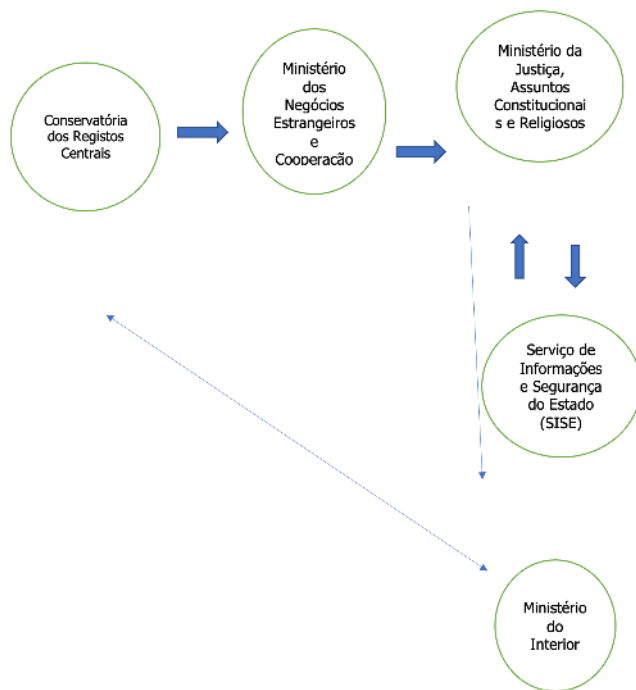 Conservatória
dos Registos
Centrais
Ministério
dos
Negócios
Estrangeiros
e
Cooperação
Ministério da
Justiça,
Assuntos
Constitucionai
s e Religiosos
Serviço de
Informações
e Segurança
do Estado
(SISE)
Ministério
do
Interior